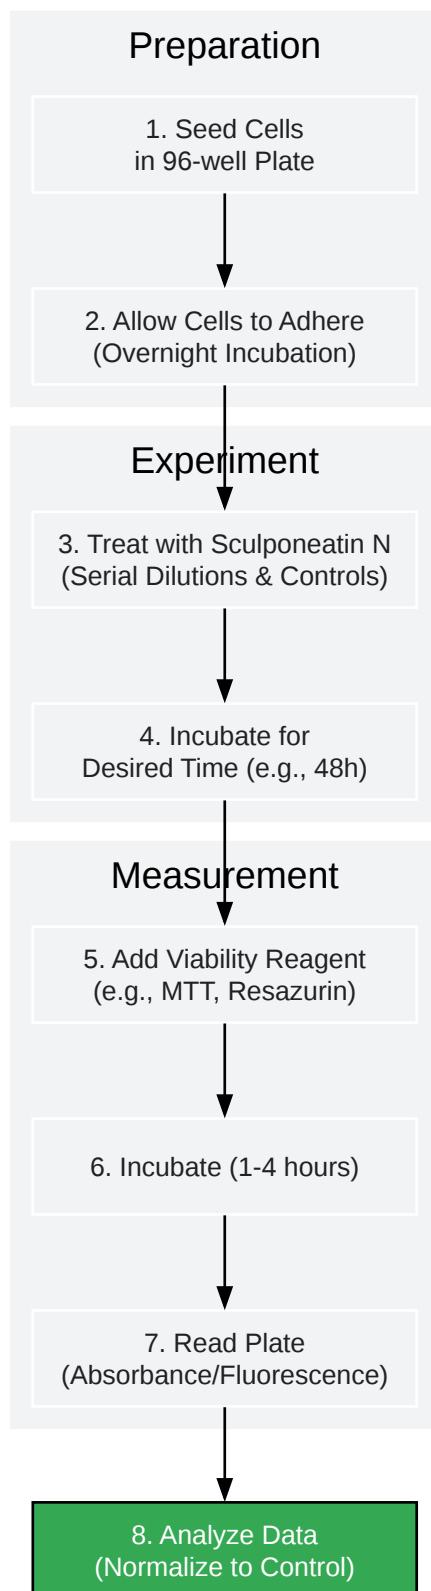 Preparation
1. Seed Cells
in 96-well Plate
2. Allow Cells to Adhere
(Overnight Incubation)
Experiment
3. Treat with Sculponeatin N
(Serial Dilutions & Controls)
4. Incubate for
Desired Time (e.g., 48h)
Measurement
5. Add Viability Reagent
(e.g., MTT, Resazurin)
6. Incubate (1-4 hours)
7. Read Plate
(Absorbance/Fluorescence)
8. Analyze Data
(Normalize to Control)